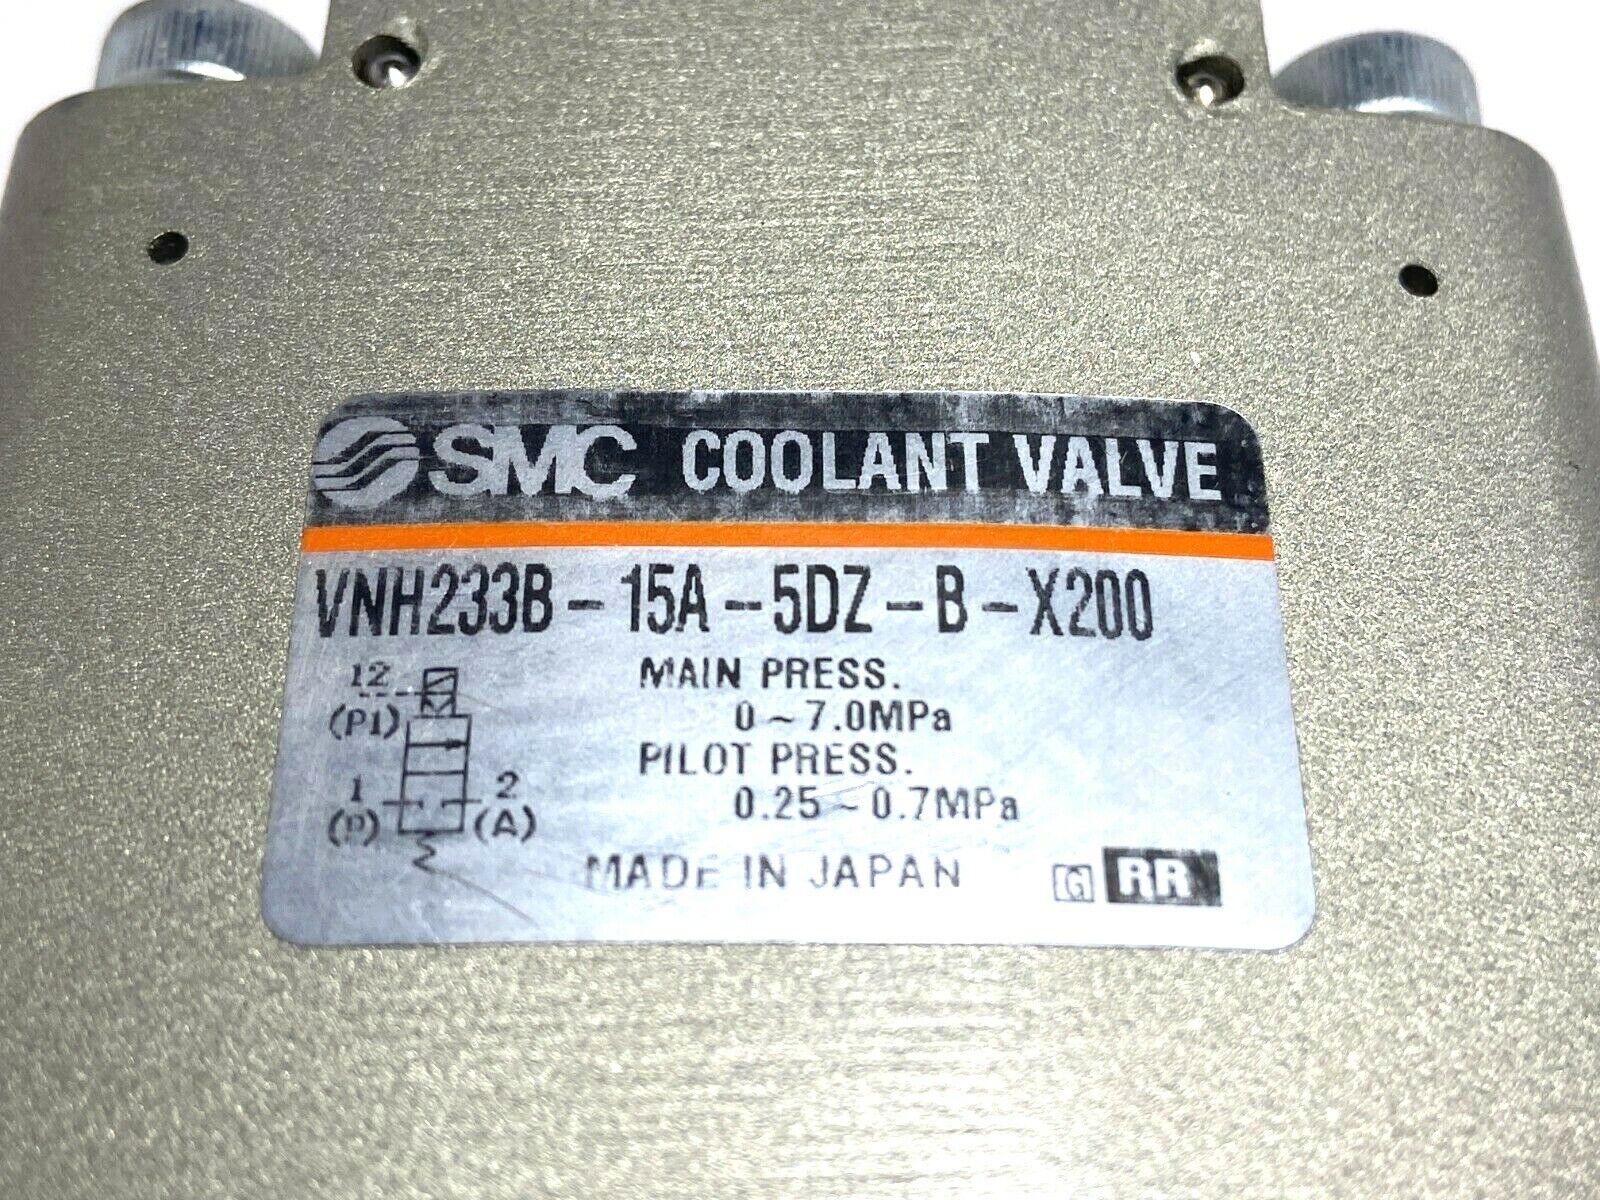 SMC COOLANT VALVE
VNH233B-15A-5DZ-B-X200
12
(P1)
1
(P)
2
(A)
MAIN PRESS.
0~7.0MPa
PILOT PRESS.
0.25~0.7MPa
MADE IN JAPAN
G RR